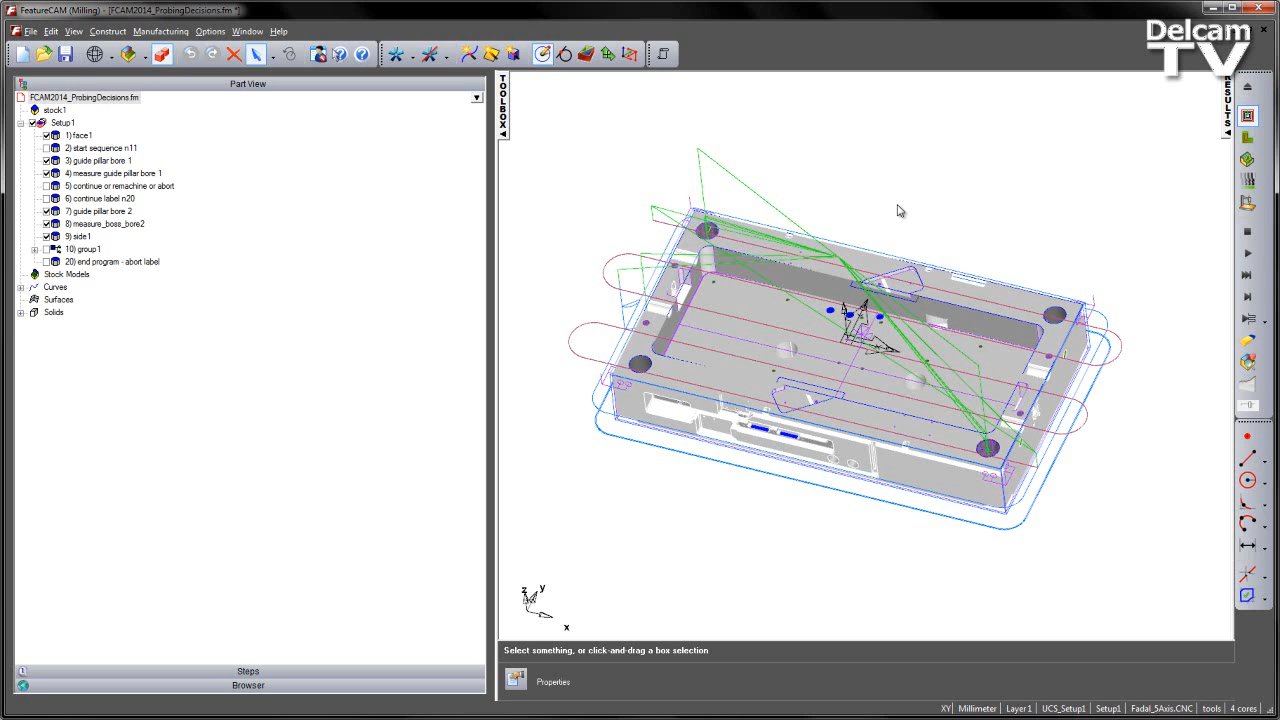 FeatureCAM (Milling) - [FCAM2014_ProbingDecisions.fm *]
File Edit View Construct Manufacturing Options Window Help
Delcam
TV
Part View
FCAM2014_ProbingDecisions.fm
stock1
Setup1
1) face1
2) start sequence n11
3) guide pillar bore 1
4) measure guide pillar bore 1
5) continue or remachine or abort
6) continue label n20
7) guide pillar bore 2
8) measure_boss_bore2
9) side1
10) group1
20) end program - abort label
Stock Models
Curves
Surfaces
Solids
Steps
Browser
TOOLBOX
RESULTS
z y
x
Select something, or click-and-drag a box selection
Properties
XY Millimeter Layer1 UCS_Setup1 Setup1 Fadal_5Axis.CNC tools 4 cores